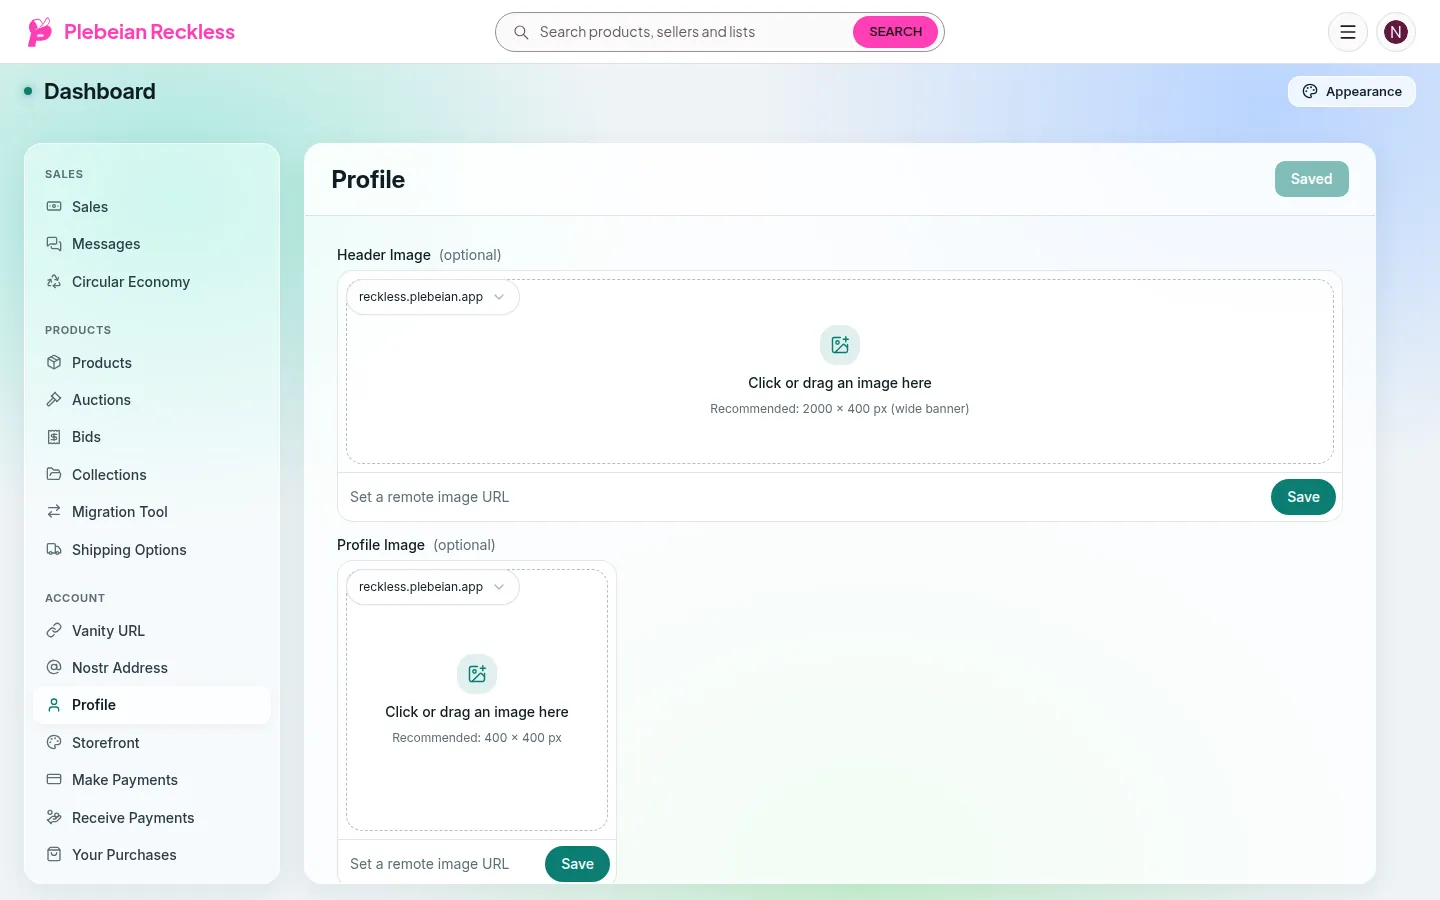 Plebeian Reckless
Search products, sellers and lists
SEARCH
N
Dashboard
Appearance
SALES
Sales
Messages
Circular Economy
PRODUCTS
Products
Auctions
Bids
Collections
Migration Tool
Shipping Options
ACCOUNT
Vanity URL
Nostr Address
Profile
Storefront
Make Payments
Receive Payments
Your Purchases
Profile
Saved
Header Image (optional)
reckless.plebeian.app
Click or drag an image here
Recommended: 2000 × 400 px (wide banner)
Set a remote image URL
Save
Profile Image (optional)
reckless.plebeian.app
Click or drag an image here
Recommended: 400 × 400 px
Set a remote image URL
Save